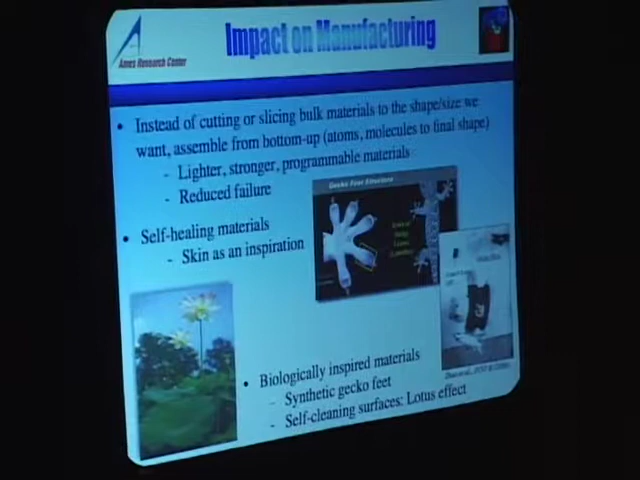 Ames Research Center
Impact on Manufacturing
• Instead of cutting or slicing bulk materials to the shape/size we
want, assemble from bottom-up (atoms, molecules to final shape)
- Lighter, stronger, programmable materials
- Reduced failure
Gecko Foot Structure
• Self-healing materials
- Skin as an inspiration
• Biologically inspired materials
- Synthetic gecko feet
- Self-cleaning surfaces: Lotus effect